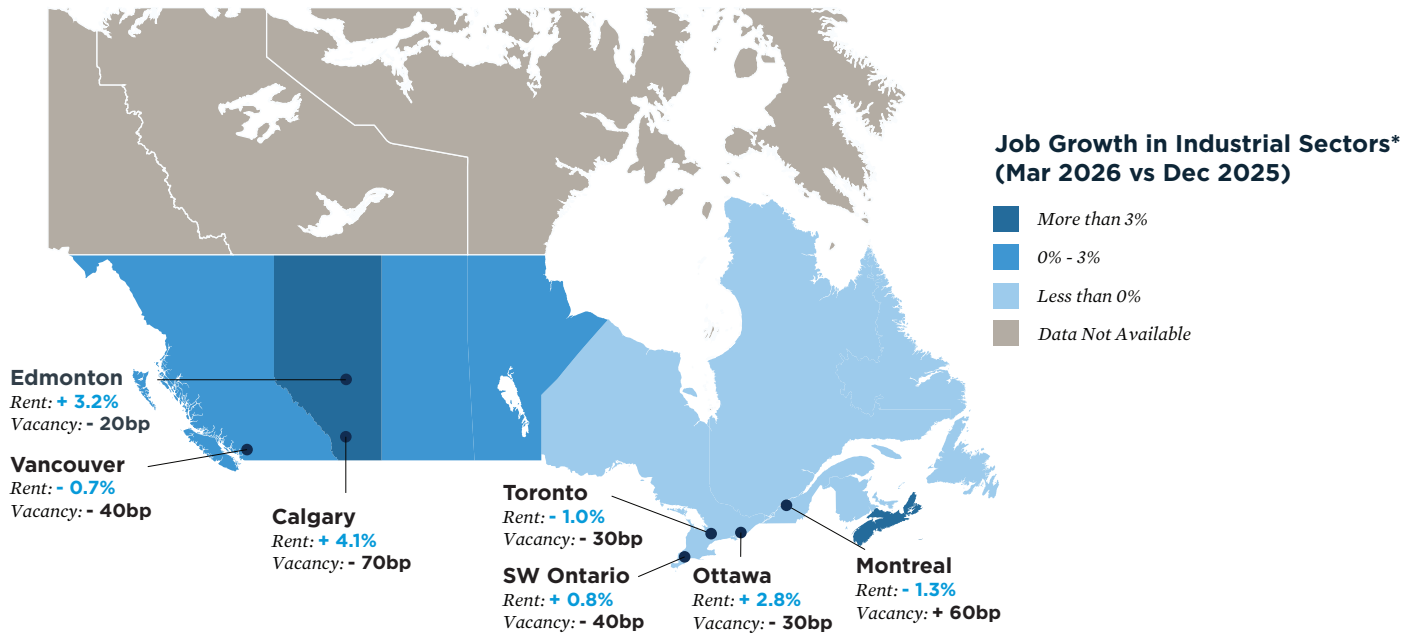 Job Growth in Industrial Sectors*
(Mar 2026 vs Dec 2025)
More than 3%
0% - 3%
Less than 0%
Data Not Available
Edmonton
Rent: + 3.2%
Vacancy: - 20bp
Vancouver
Rent: - 0.7%
Vacancy: - 40bp
Calgary
Rent: + 4.1%
Vacancy: - 70bp
Toronto
Rent: - 1.0%
Vacancy: - 30bp
SW Ontario
Rent: + 0.8%
Vacancy: - 40bp
Ottawa
Rent: + 2.8%
Vacancy: - 30bp
Montreal
Rent: - 1.3%
Vacancy: + 60bp